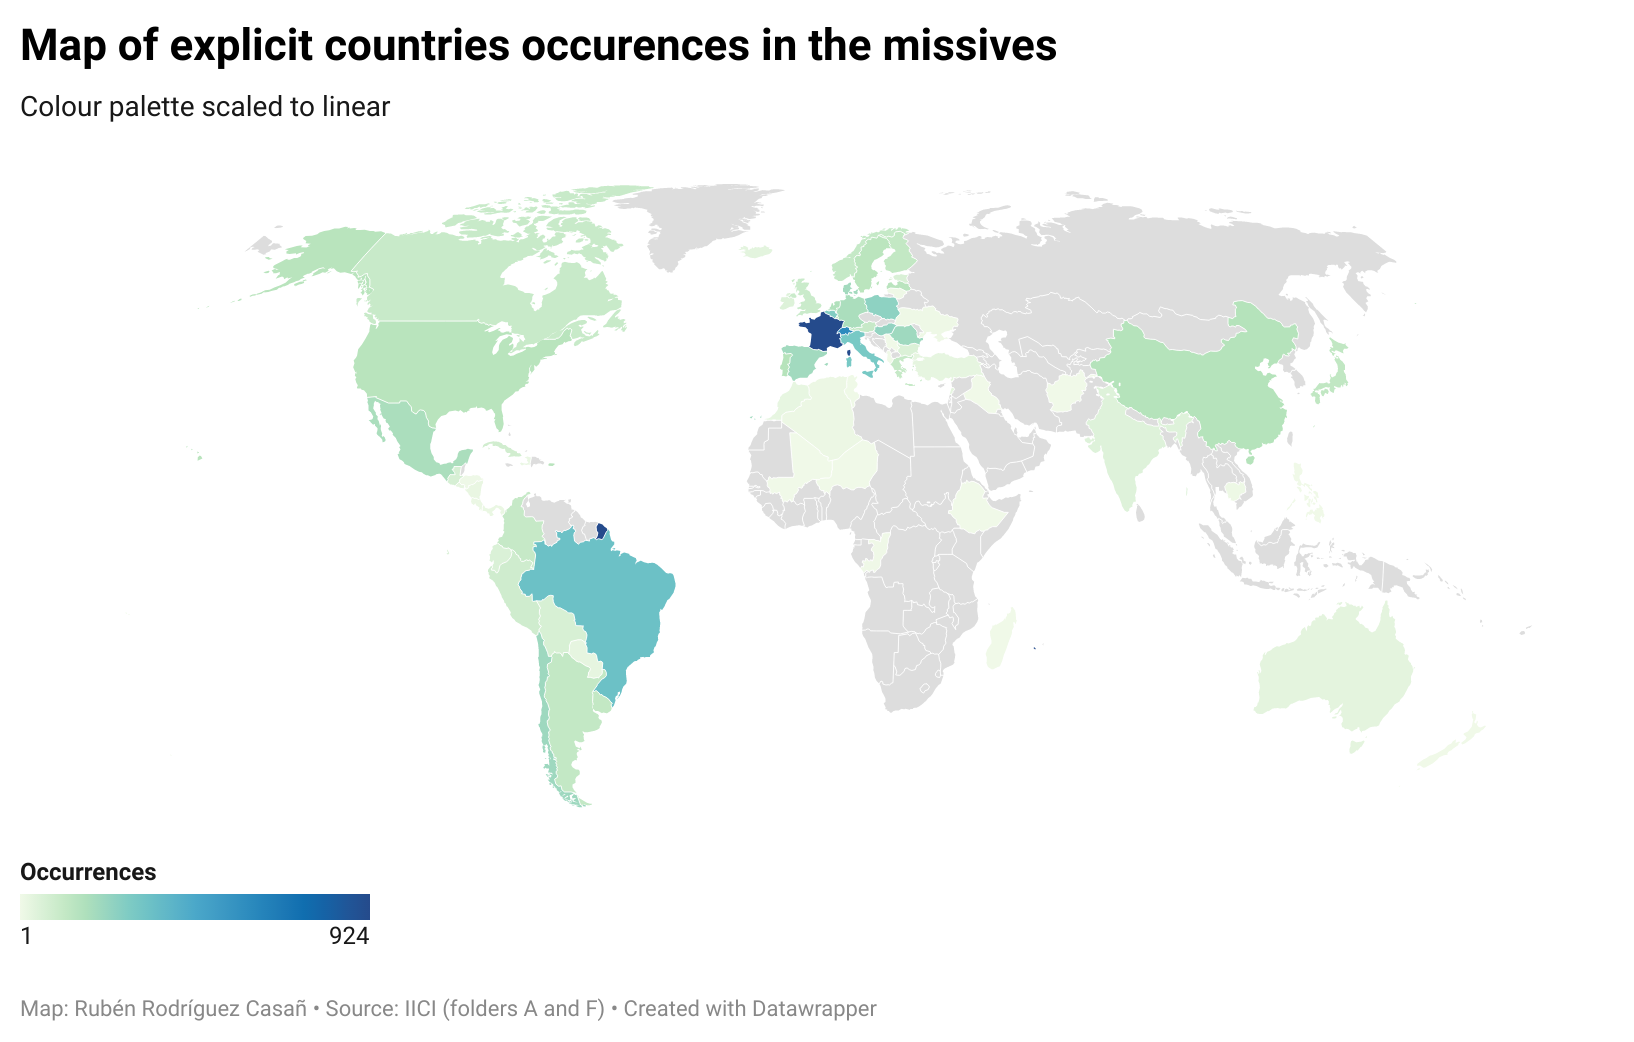 Map of explicit countries occurences in the missives
Colour palette scaled to linear
Occurrences
1 924
Map: Rubén Rodríguez Casañ • Source: IICI (folders A and F) • Created with Datawrapper